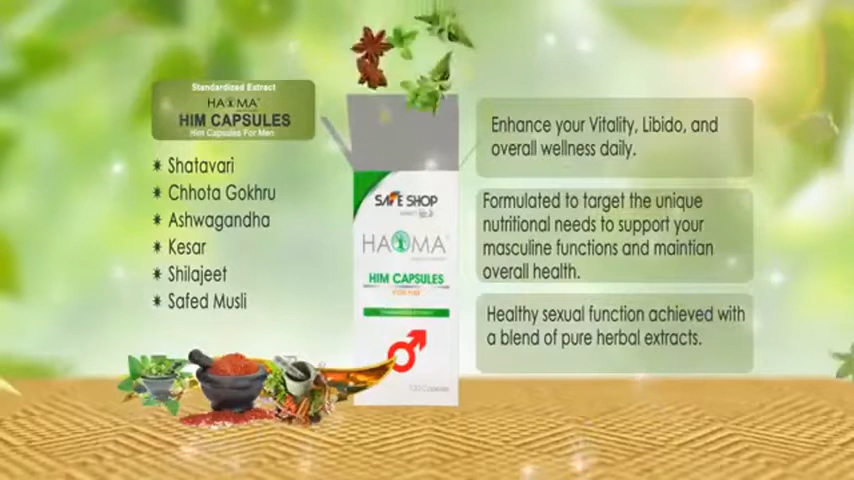 Standardized Extract
HAOMA
HIM CAPSULES
Him Capsules For Men
Shatavari
Chhota Gokhru
Ashwagandha
Kesar
Shilajeet
Safed Musli
SAFE SHOP
HAOMA
HIM CAPSULES
FOR HIM
Enhance your Vitality, Libido, and
overall wellness daily.
Formulated to target the unique
nutritional needs to support your
masculine functions and maintian
overall health.
Healthy sexual function achieved with
a blend of pure herbal extracts.